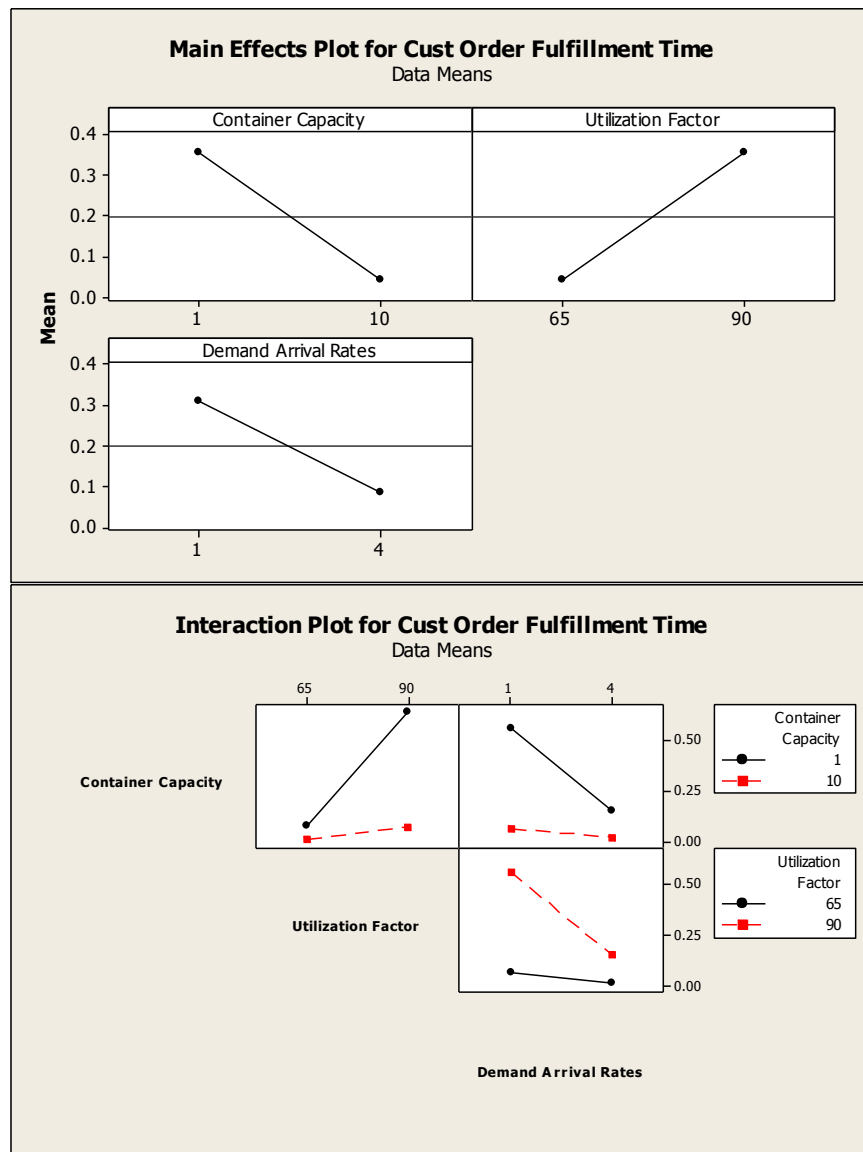 Main Effects Plot for Cust Order Fulfillment Time
Data Means
Container Capacity
Utilization Factor
0.4
0.3
0.2
0.1
0.0
1
10
65
90
Mean
Demand Arrival Rates
0.4
0.3
0.2
0.1
0.0
1
4
Interaction Plot for Cust Order Fulfillment Time
Data Means
65
90
1
4
Container Capacity
0.50
0.25
0.00
Container
Capacity
1
10
Utilization Factor
0.50
0.25
0.00
Utilization
Factor
65
90
Demand Arrival Rates